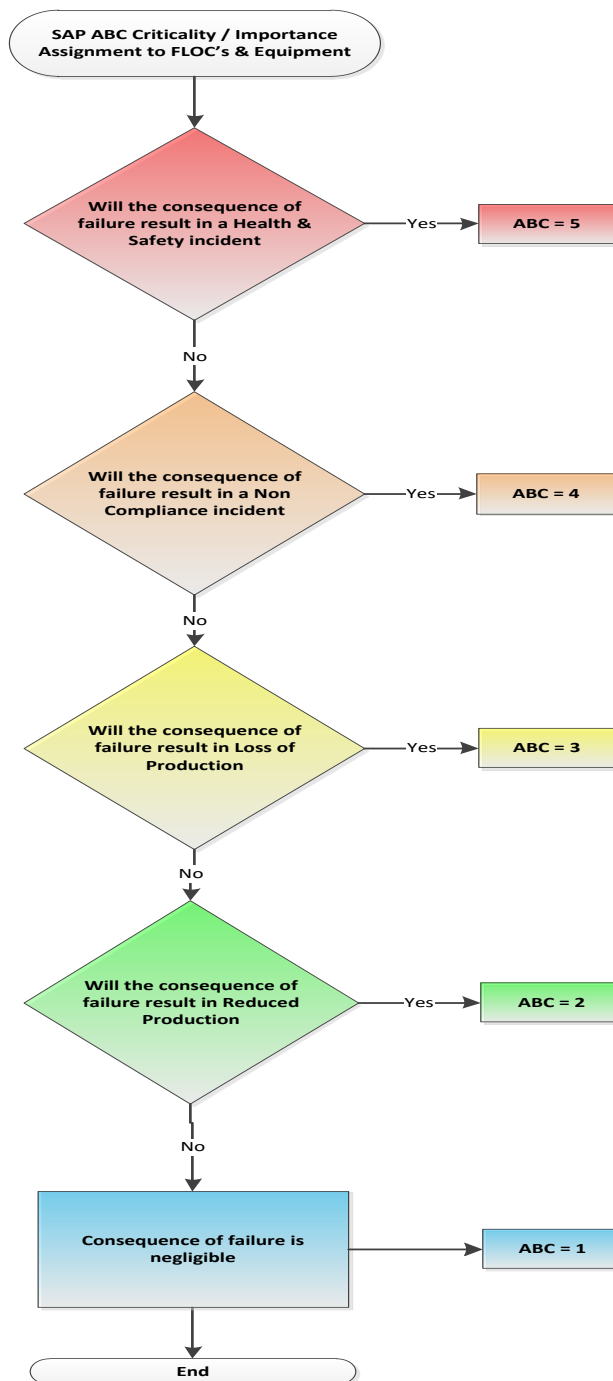 SAP ABC Criticality / Importance
Assignment to FLOC's & Equipment
Will the consequence of
failure result in a Health &
Safety incident
Yes
ABC = 5
No
Will the consequence of
failure result in a Non
Compliance incident
Yes
ABC = 4
No
Will the consequence of
failure result in Loss of
Production
Yes
ABC = 3
No
Will the consequence of
failure result in Reduced
Production
Yes
ABC = 2
No
Consequence of failure is
negligible
ABC = 1
End